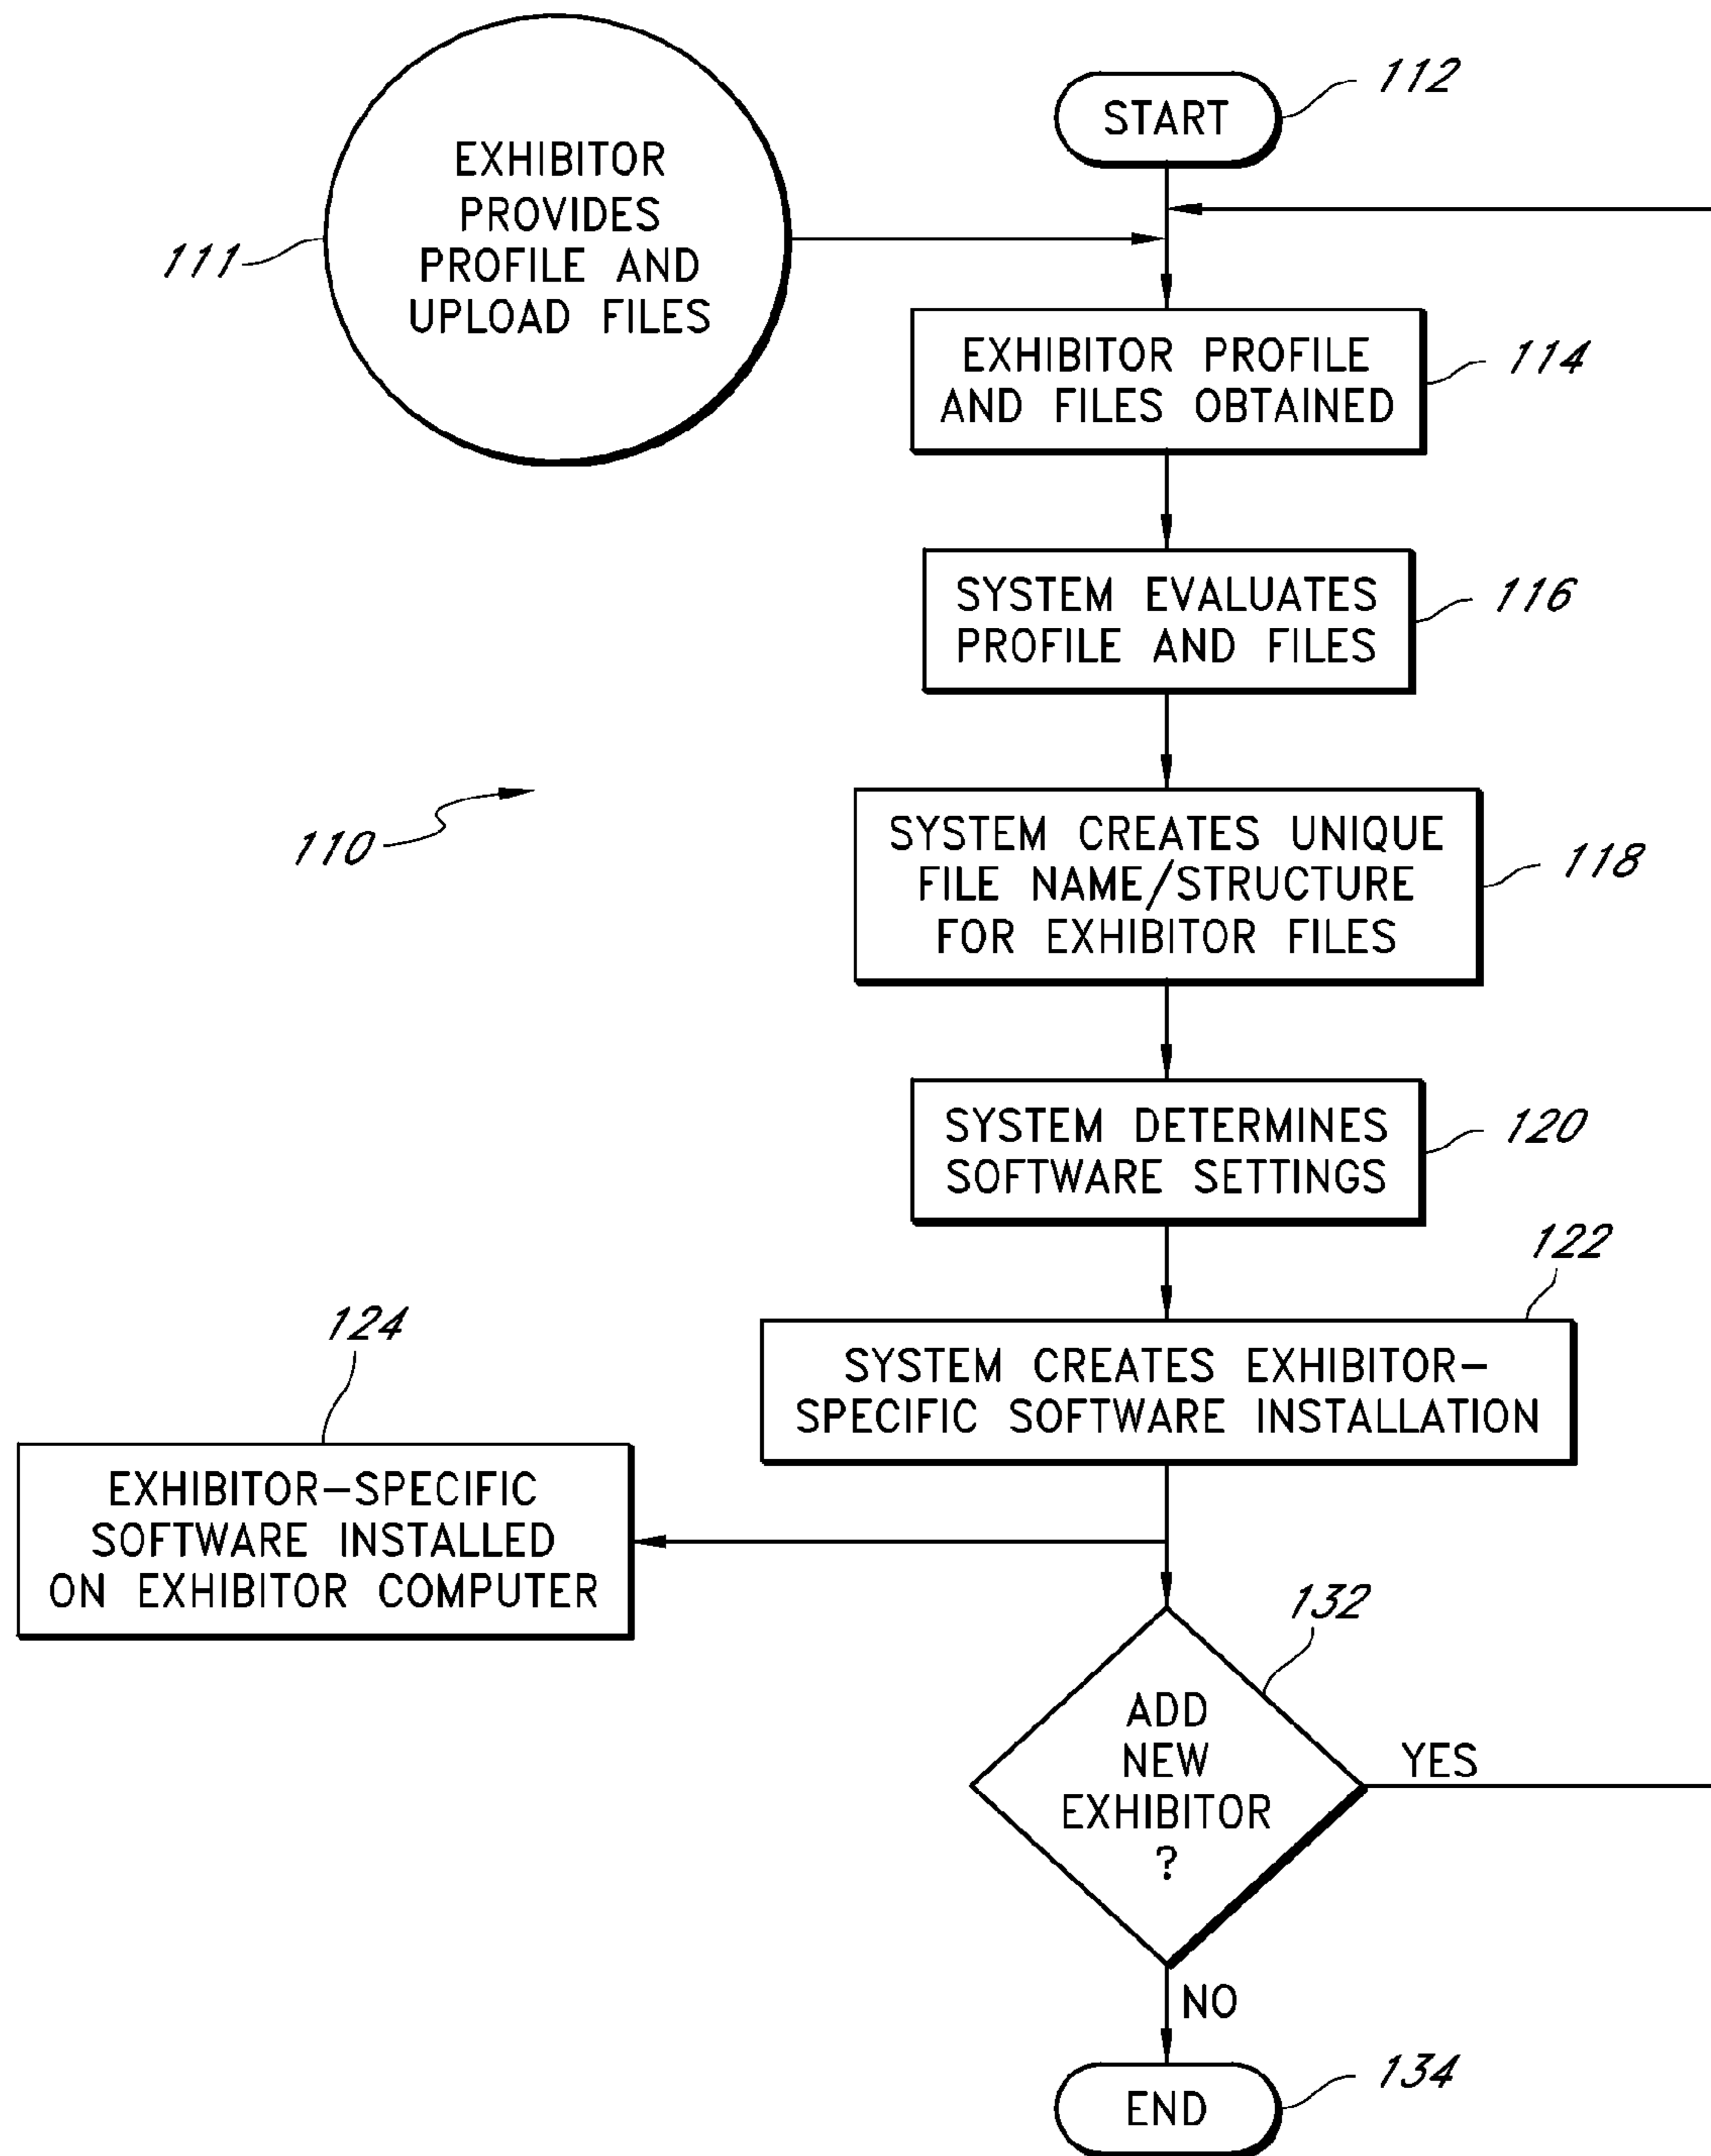 112
START
EXHIBITOR
PROVIDES
PROFILE AND
UPLOAD FILES
111
EXHIBITOR PROFILE
AND FILES OBTAINED
114
SYSTEM EVALUATES
PROFILE AND FILES
116
110
SYSTEM CREATES UNIQUE
FILE NAME/STRUCTURE
FOR EXHIBITOR FILES
118
SYSTEM DETERMINES
SOFTWARE SETTINGS
120
122
SYSTEM CREATES EXHIBITOR-
SPECIFIC SOFTWARE INSTALLATION
124
EXHIBITOR-SPECIFIC
SOFTWARE INSTALLED
ON EXHIBITOR COMPUTER
132
ADD
NEW
EXHIBITOR
?
YES
NO
END
134